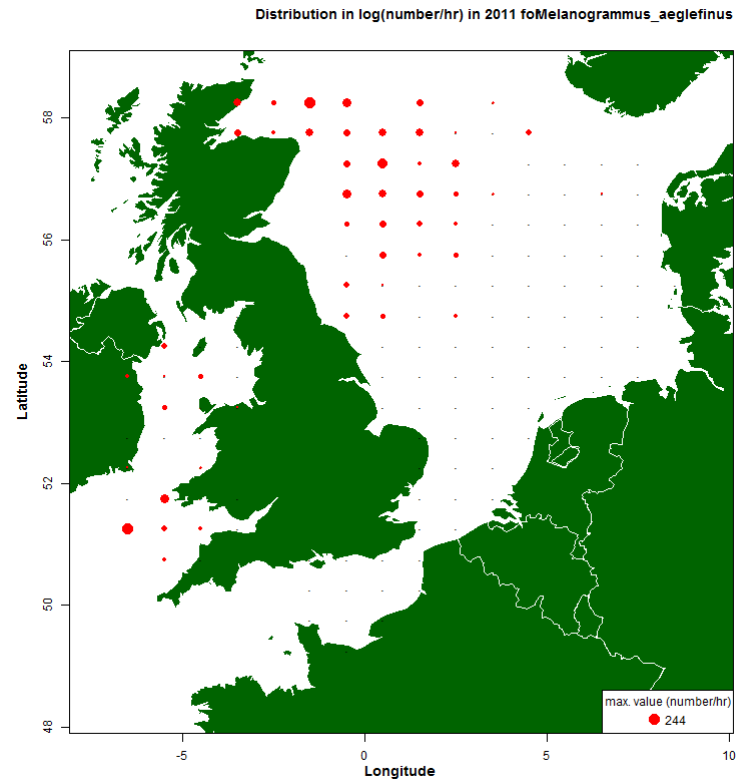 Distribution in log(number/hr) in 2011 foMelanogrammus_aeglefinus
58
56
54
52
50
48
Latitude
-5
0
5
10
Longitude
max. value (number/hr)
244